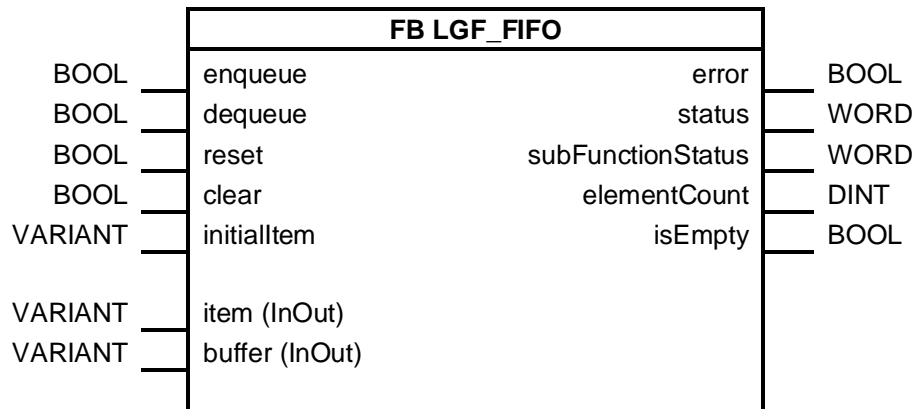 FB LGF_FIFO
BOOL enqueue error BOOL
BOOL dequeue status WORD
BOOL reset subFunctionStatus WORD
BOOL clear elementCount DINT
VARIANT initialItem isEmpty BOOL
VARIANT item (InOut)
VARIANT buffer (InOut)